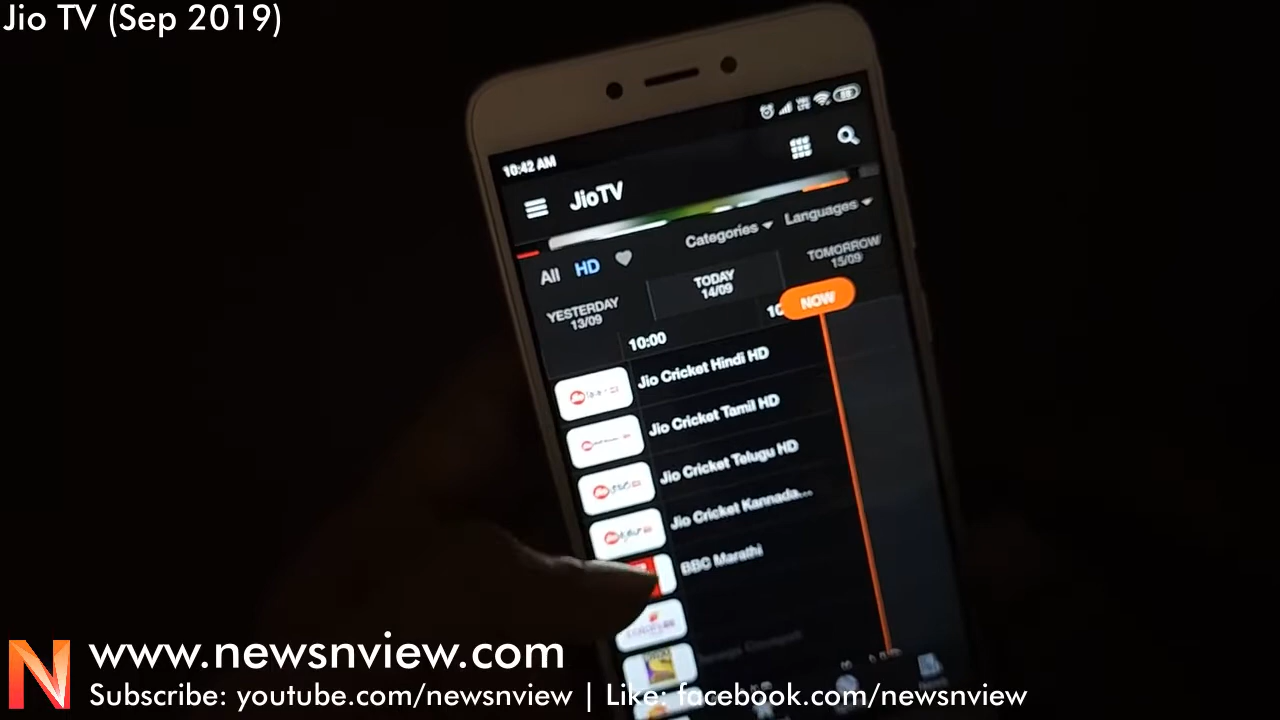 Jio TV (Sep 2019)
10:42 AM
JioTV
Categories Languages
All HD
YESTERDAY 13/09
TODAY 14/09
TOMORROW 15/09
NOW
10:00
Jio Cricket Hindi HD
Jio Cricket Tamil HD
Jio Cricket Telugu HD
Jio Cricket Kannada...
BBC Marathi
N www.newsnview.com
Subscribe: youtube.com/newsnview | Like: facebook.com/newsnview